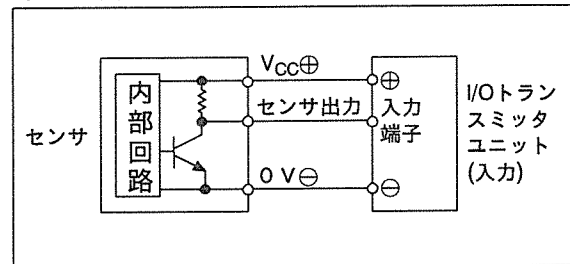 VCC⊕
⊕
センサ出力
入力
端子
I/Oトラン
スミッタ
ユニット
(入力)
センサ
内部回路
0 V⊖
⊖